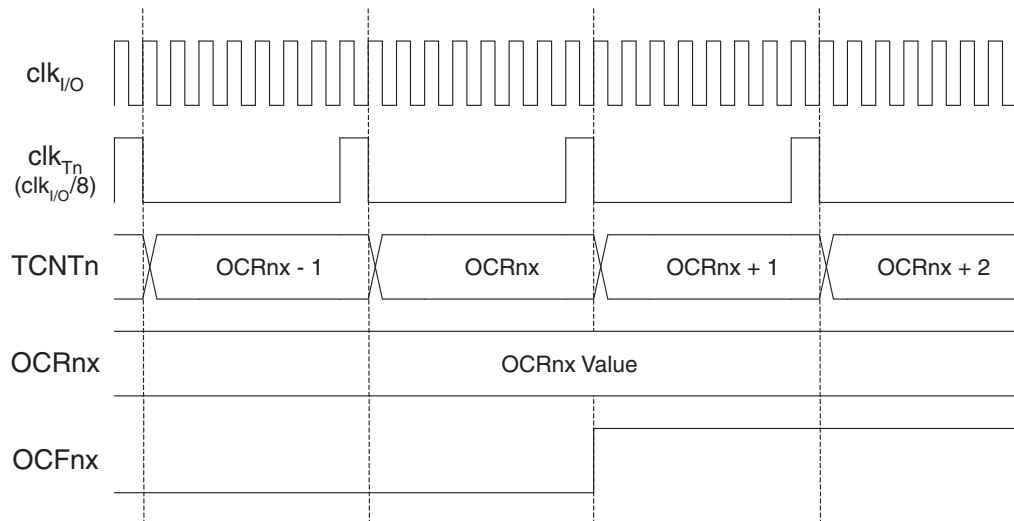 clkI/O
clkTn
(clkI/O/8)
TCNTn OCRnx - 1 OCRnx OCRnx + 1 OCRnx + 2
OCRnx OCRnx Value
OCFnx